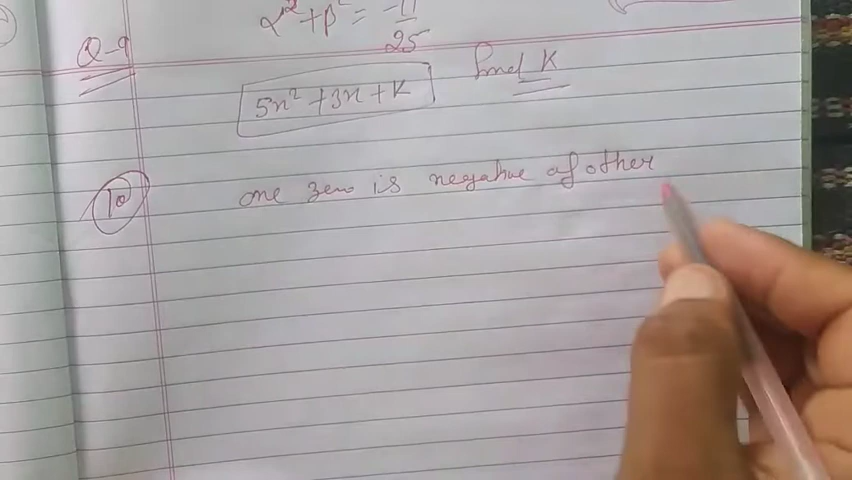 α² + β² = -11/25
Q-9
5x² + 3x + K find K
10 one zero is negative of other